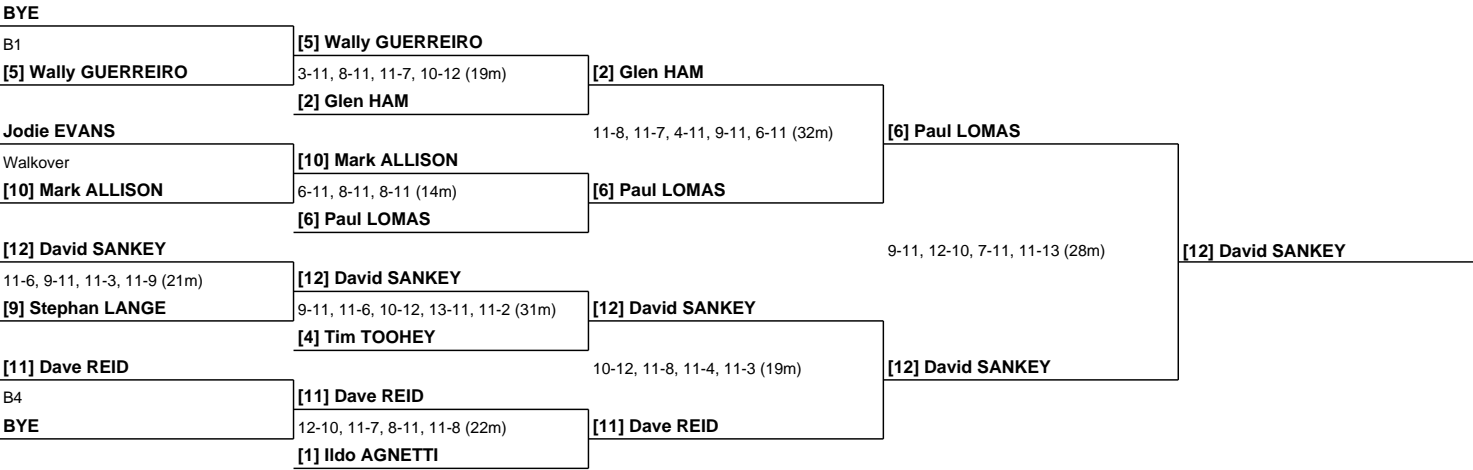 BYE
B1
[5] Wally GUERREIRO
[5] Wally GUERREIRO
3-11, 8-11, 11-7, 10-12 (19m)
[2] Glen HAM
[2] Glen HAM
Jodie EVANS
11-8, 11-7, 4-11, 9-11, 6-11 (32m)
[6] Paul LOMAS
Walkover
[10] Mark ALLISON
[10] Mark ALLISON
6-11, 8-11, 8-11 (14m)
[6] Paul LOMAS
[6] Paul LOMAS
[12] David SANKEY
9-11, 12-10, 7-11, 11-13 (28m)
[12] David SANKEY
11-6, 9-11, 11-3, 11-9 (21m)
[12] David SANKEY
[9] Stephan LANGE
9-11, 11-6, 10-12, 13-11, 11-2 (31m)
[12] David SANKEY
[4] Tim TOOHEY
[11] Dave REID
10-12, 11-8, 11-4, 11-3 (19m)
[12] David SANKEY
B4
[11] Dave REID
BYE
12-10, 11-7, 8-11, 11-8 (22m)
[11] Dave REID
[1] Ildo AGNETTI